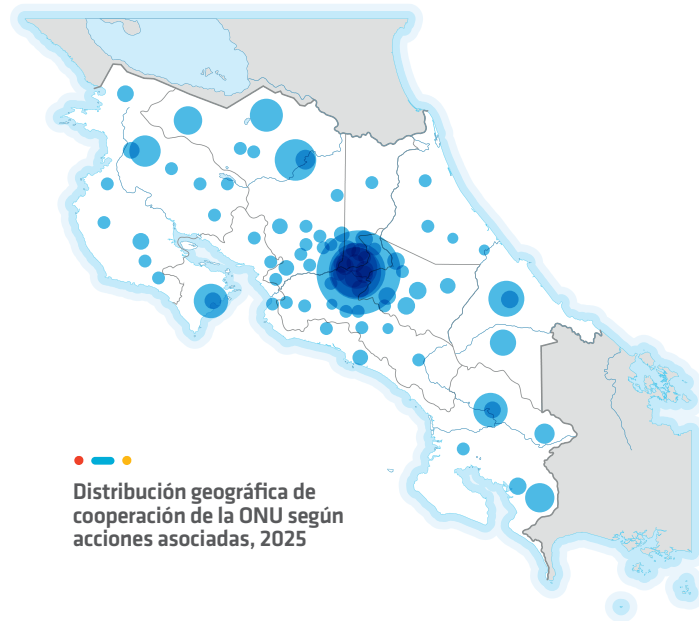 Distribución geográfica de
cooperación de la ONU según
acciones asociadas, 2025